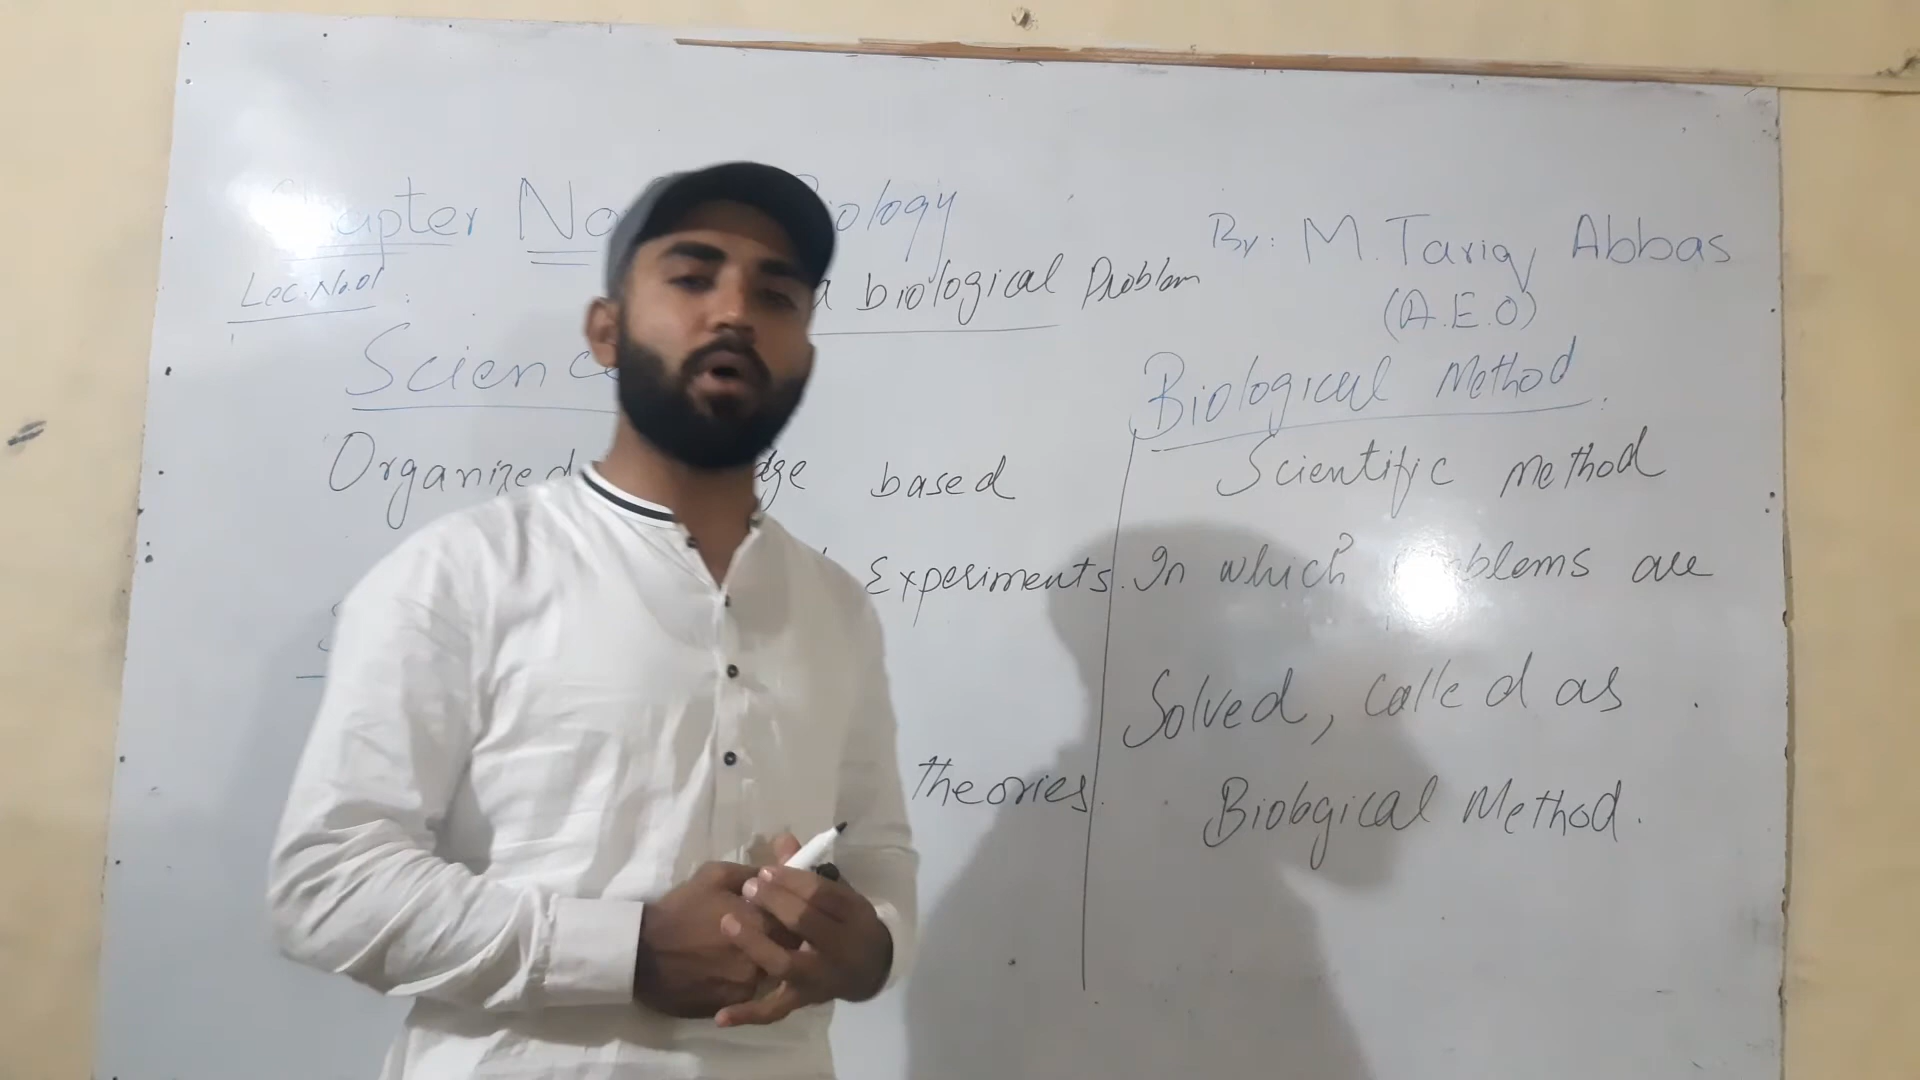 Chapter No Biology
Lec. No. 01
a biological Problem
Science
Organized based
Experiments.
theories.
By: M. Tariq Abbas
(A.E.O)
Biological Method
Scientific Method
In which Problems are
Solved, Called as
Biological Method.